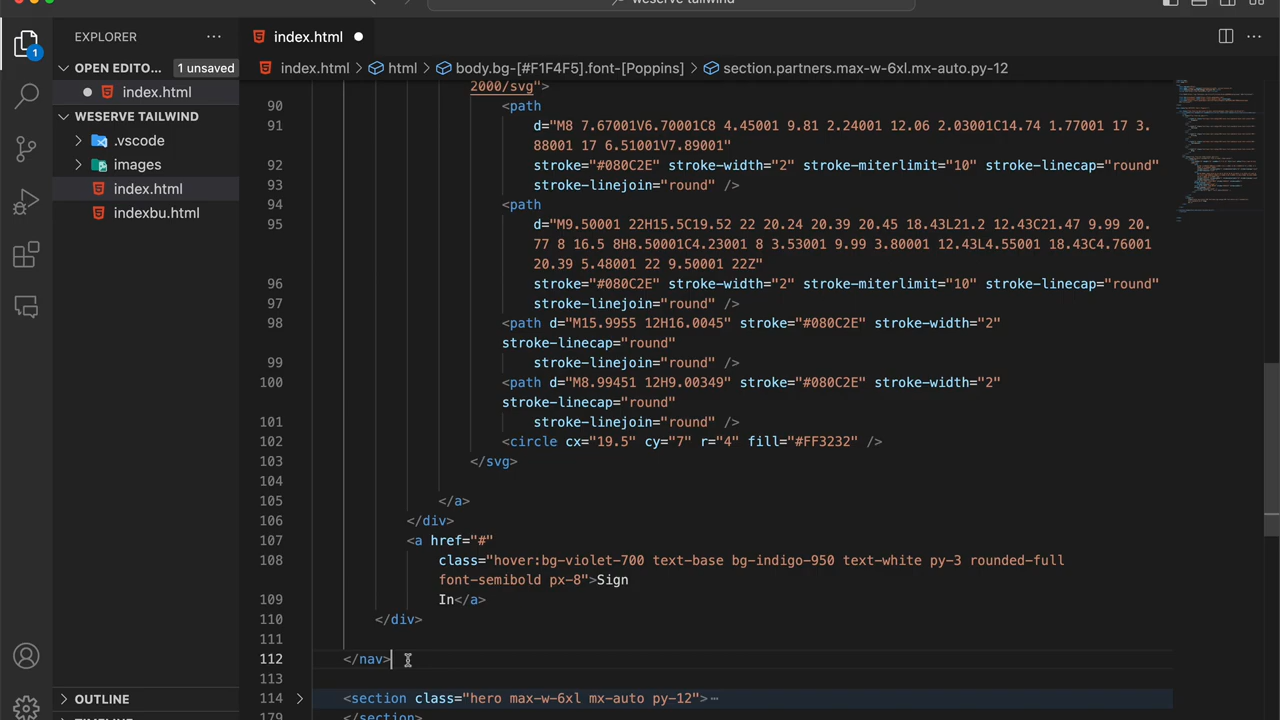 weserve tailwind
EXPLORER
index.html
OPEN EDITO... 1 unsaved
index.html > html > body.bg-[#F1F4F5].font-[Poppins] > section.partners.max-w-6xl.mx-auto.py-12
1
index.html
WESERVE TAILWIND
.vscode
images
index.html
indexbu.html
2000/svg">
90 <path
91 d="M8 7.67001V6.70001C8 4.45001 9.81 2.24001 12.06 2.03001C14.74 1.77001 17 3.
88001 17 6.51001V7.89001"
92 stroke="#080C2E" stroke-width="2" stroke-miterlimit="10" stroke-linecap="round"
93 stroke-linejoin="round" />
94 <path
95 d="M9.50001 22H15.5C19.52 22 20.24 20.39 20.45 18.43L21.2 12.43C21.47 9.99 20.
77 8 16.5 8H8.50001C4.23001 8 3.53001 9.99 3.80001 12.43L4.55001 18.43C4.76001
20.39 5.48001 22 9.50001 22Z"
96 stroke="#080C2E" stroke-width="2" stroke-miterlimit="10" stroke-linecap="round"
97 stroke-linejoin="round" />
98 <path d="M15.9955 12H16.0045" stroke="#080C2E" stroke-width="2"
stroke-linecap="round"
99 stroke-linejoin="round" />
100 <path d="M8.99451 12H9.00349" stroke="#080C2E" stroke-width="2"
stroke-linecap="round"
101 stroke-linejoin="round" />
102 <circle cx="19.5" cy="7" r="4" fill="#FF3232" />
103 </svg>
104
105 </a>
106 </div>
107 <a href="#"
108 class="hover:bg-violet-700 text-base bg-indigo-950 text-white py-3 rounded-full
font-semibold px-8">Sign
109 In</a>
110 </div>
111
112 </nav>
113
114 <section class="hero max-w-6xl mx-auto py-12">
179 </section>
OUTLINE
TIMELINE